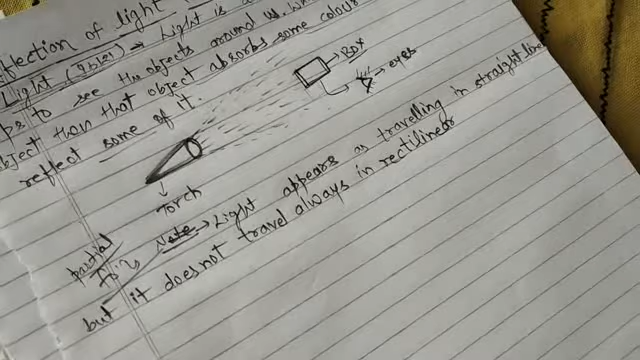 flection of light
Light (प्रकाश) → Light is a
ps to see the objects around us. W
object then that object absorbs some colour
reflect some of it.
→ Box
→ eyes
Torch
partial
Note → Light appears as travelling in straight line
but it does not travel always in rectilinear